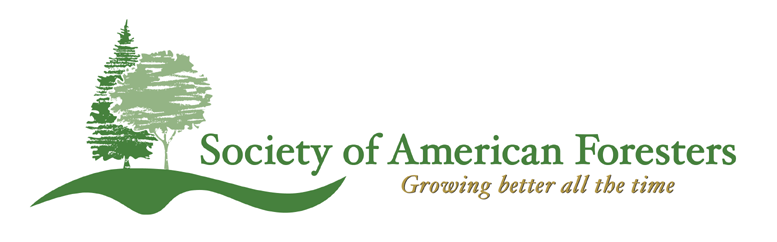 Society of American Foresters
Growing better all the time